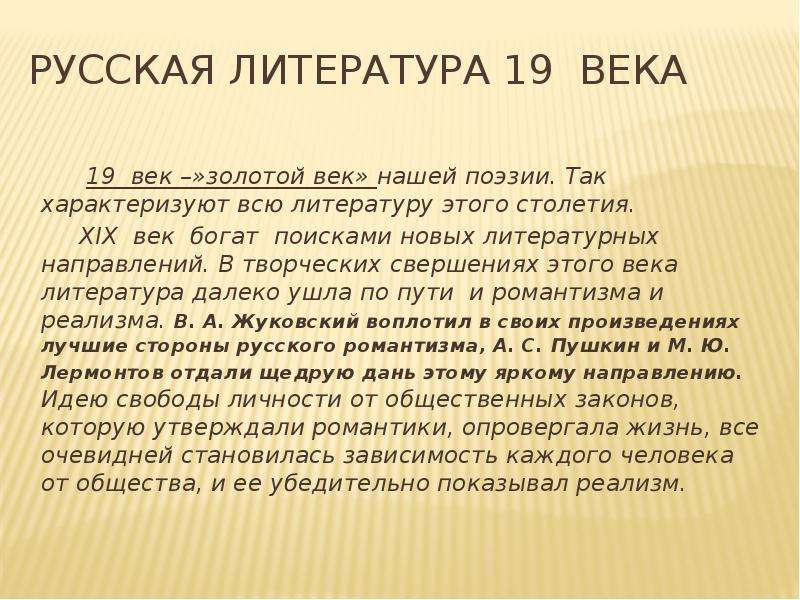 РУССКАЯ ЛИТЕРАТУРА 19 ВЕКА
19 век –»золотой век» нашей поэзии. Так
характеризуют всю литературу этого столетия.
XIX век богат поисками новых литературных
направлений. В творческих свершениях этого века
литература далеко ушла по пути и романтизма и
реализма. В. А. Жуковский воплотил в своих произведениях
лучшие стороны русского романтизма, А. С. Пушкин и М. Ю.
Лермонтов отдали щедрую дань этому яркому направлению.
Идею свободы личности от общественных законов,
которую утверждали романтики, опровергала жизнь, все
очевидней становилась зависимость каждого человека
от общества, и ее убедительно показывал реализм.